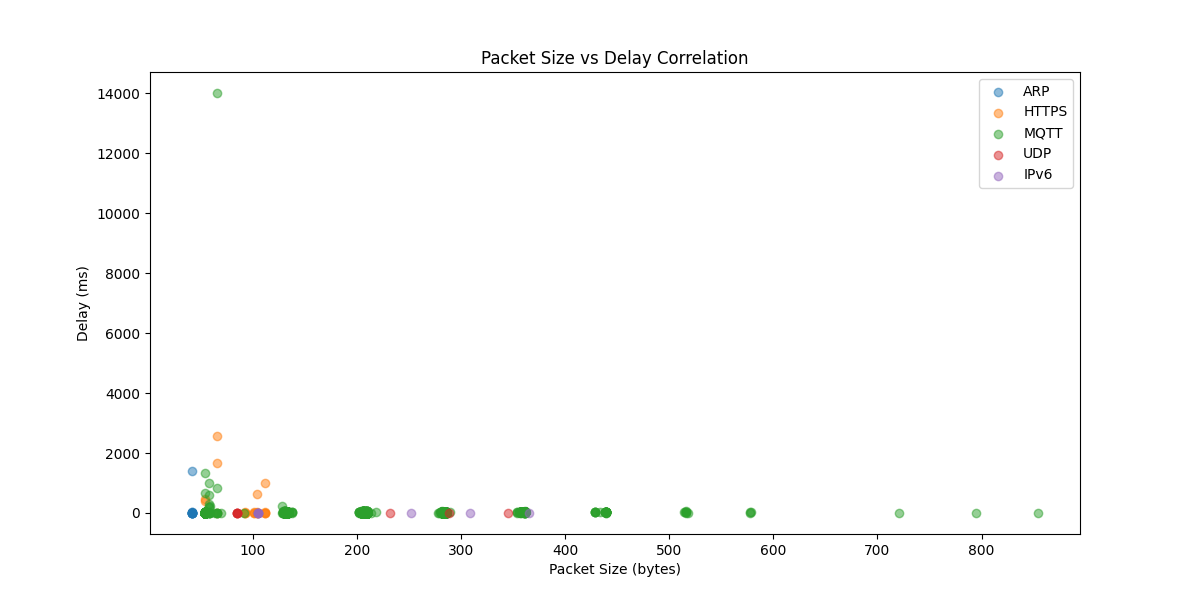 Packet Size vs Delay Correlation
14000
12000
10000
8000
6000
4000
2000
0
Delay (ms)
ARP
HTTPS
MQTT
UDP
IPv6
100 200 300 400 500 600 700 800
Packet Size (bytes)